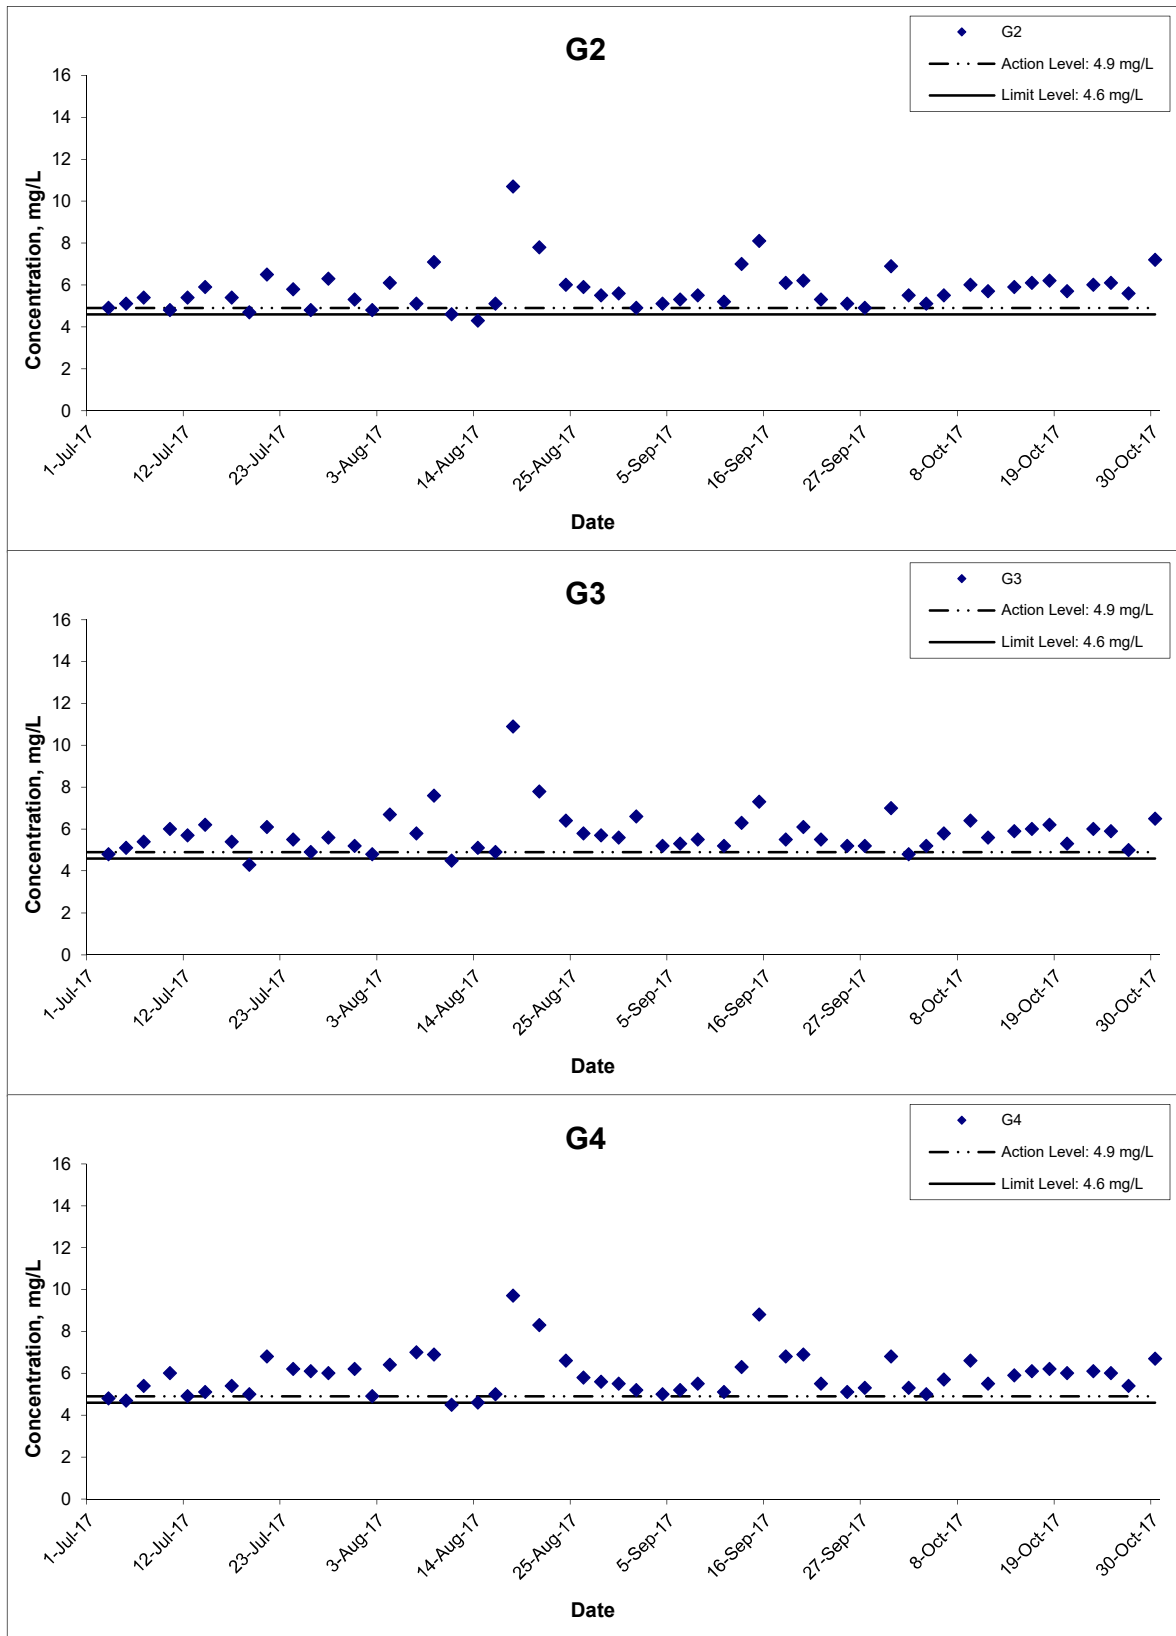 G2
G2
Action Level: 4.9 mg/L
Limit Level: 4.6 mg/L
Concentration, mg/L
16
14
12
10
8
6
4
2
0
1-Jul-17
12-Jul-17
23-Jul-17
3-Aug-17
14-Aug-17
25-Aug-17
5-Sep-17
16-Sep-17
27-Sep-17
8-Oct-17
19-Oct-17
30-Oct-17
Date
G3
G3
Action Level: 4.9 mg/L
Limit Level: 4.6 mg/L
Concentration, mg/L
16
14
12
10
8
6
4
2
0
1-Jul-17
12-Jul-17
23-Jul-17
3-Aug-17
14-Aug-17
25-Aug-17
5-Sep-17
16-Sep-17
27-Sep-17
8-Oct-17
19-Oct-17
30-Oct-17
Date
G4
G4
Action Level: 4.9 mg/L
Limit Level: 4.6 mg/L
Concentration, mg/L
16
14
12
10
8
6
4
2
0
1-Jul-17
12-Jul-17
23-Jul-17
3-Aug-17
14-Aug-17
25-Aug-17
5-Sep-17
16-Sep-17
27-Sep-17
8-Oct-17
19-Oct-17
30-Oct-17
Date